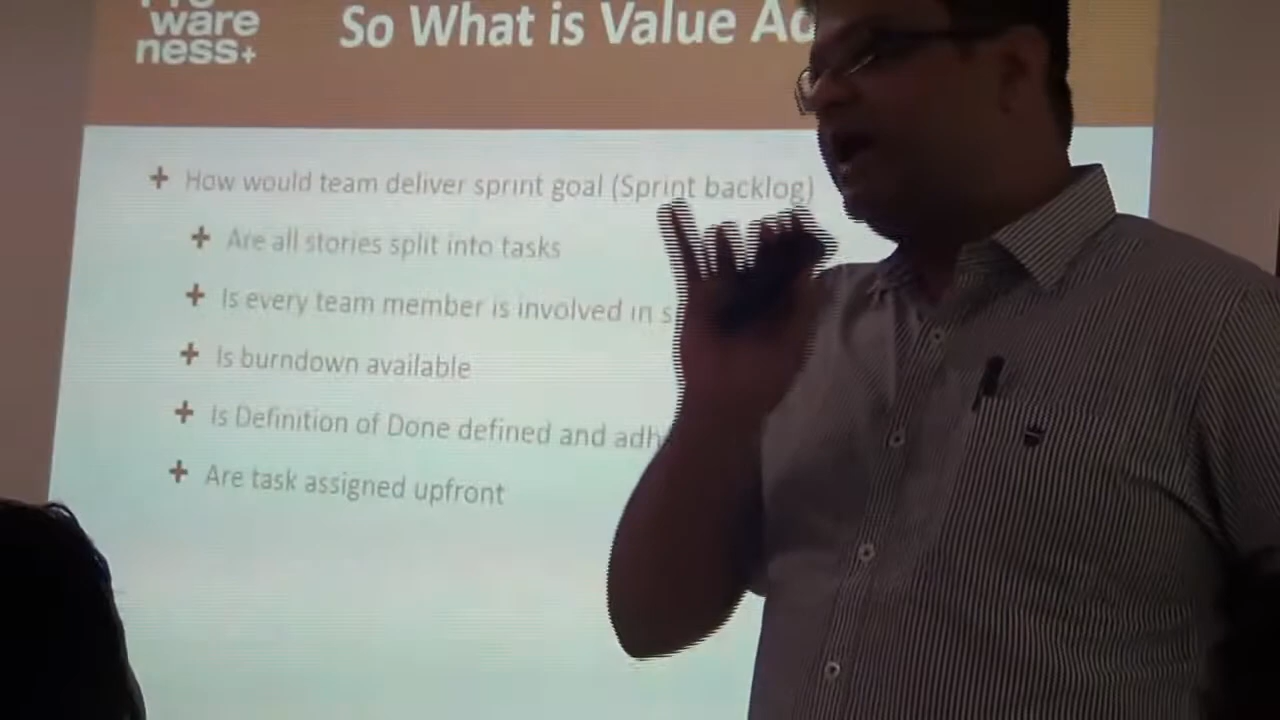 ware
ness+
So What is Value
How would team deliver sprint goal (Sprint backlog)
Are all stories split into tasks
Is every team member is involved in
Is burndown available
Is Definition of Done defined and
Are task assigned upfront